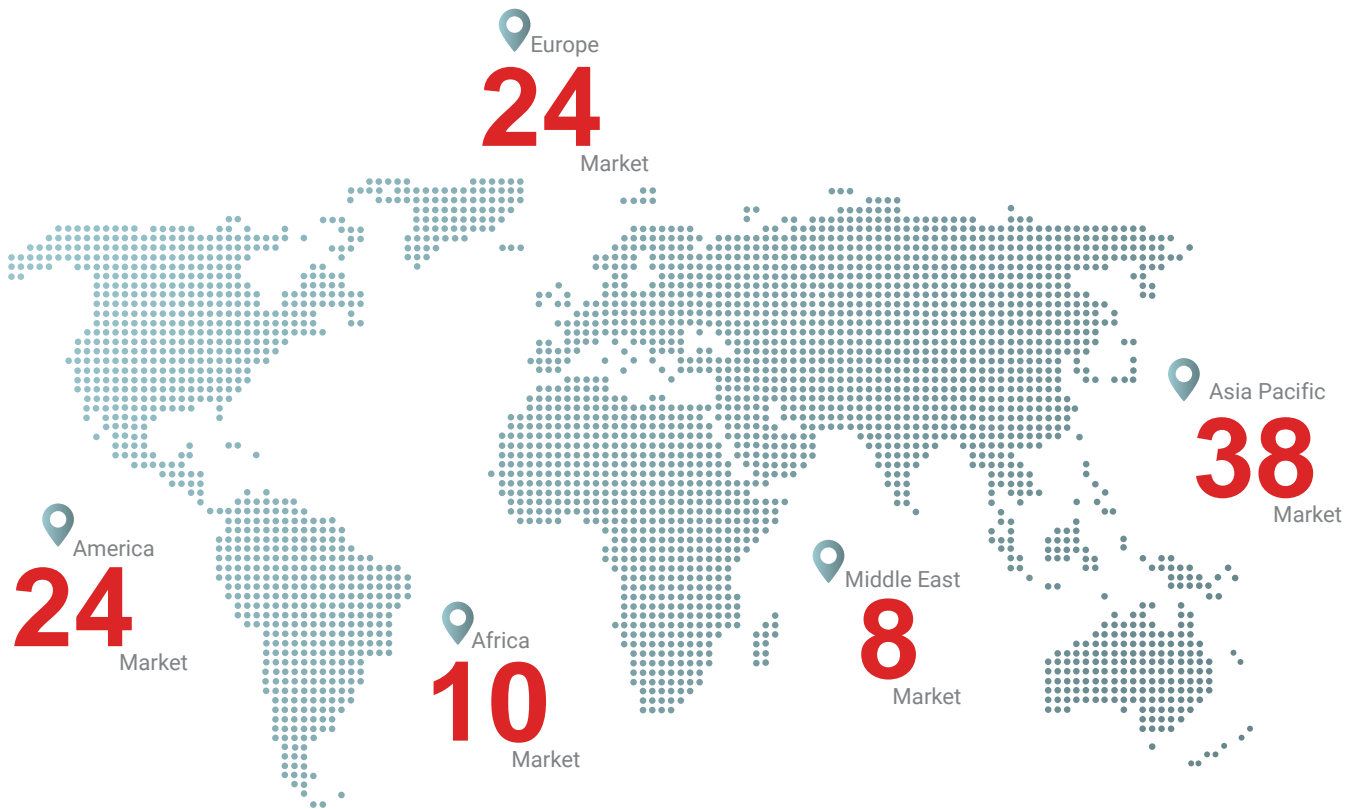 Europe
24
Market
Asia Pacific
38
Market
America
24
Market
Middle East
8
Market
Africa
10
Market